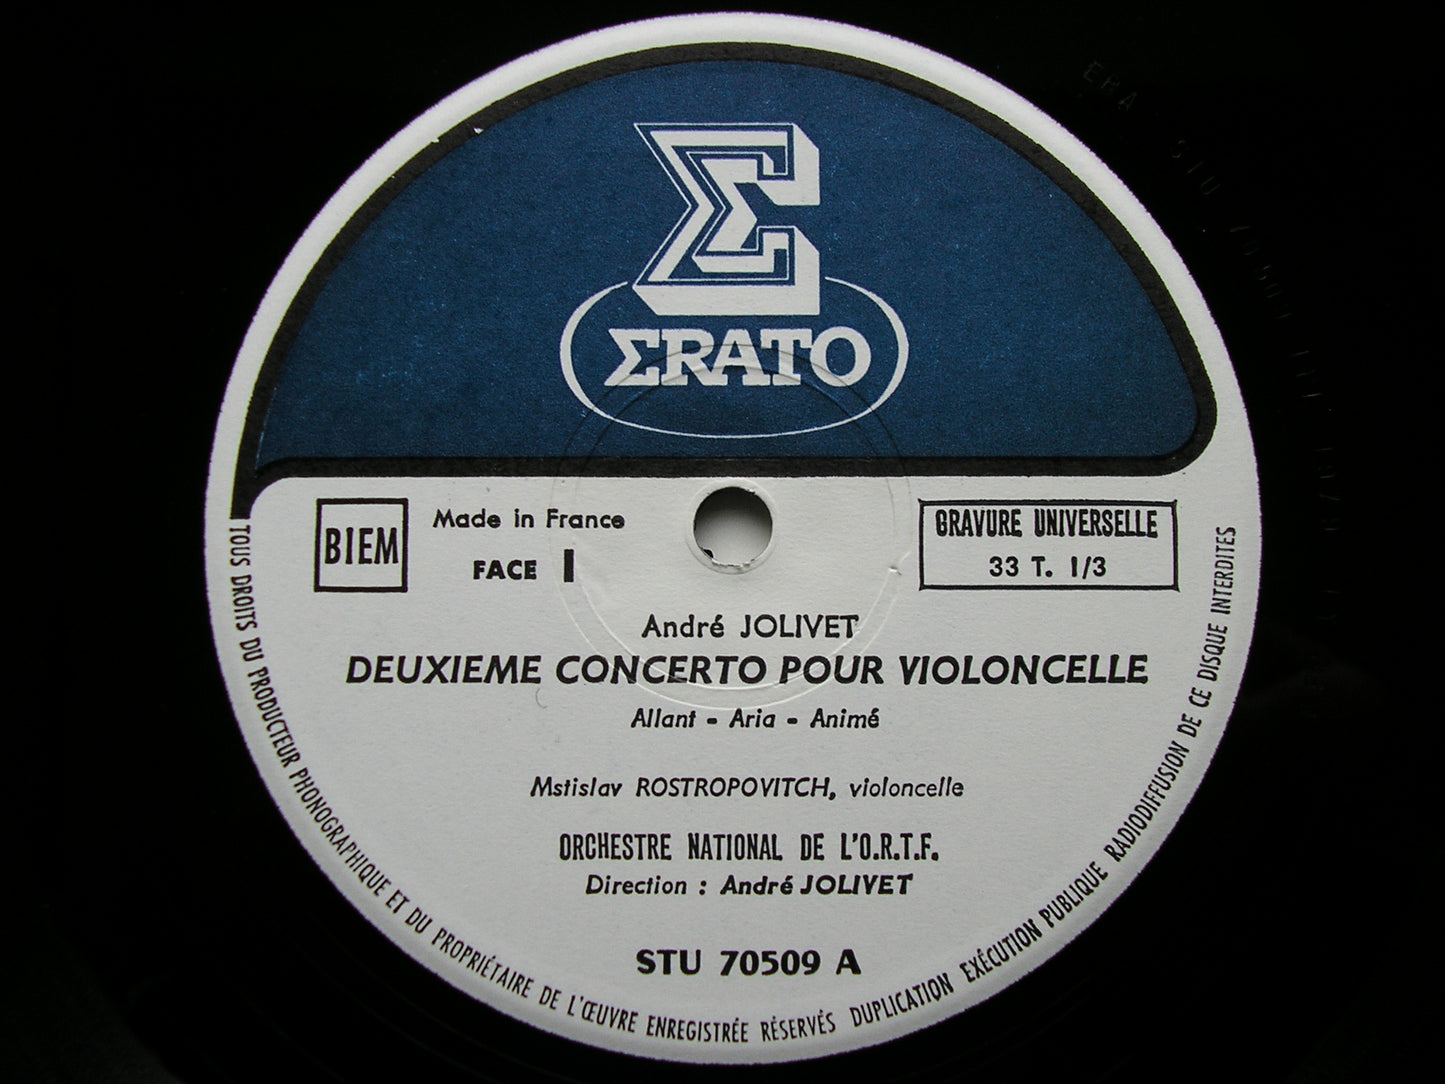 ΣRATO
BIEM
Made in France
FACE I
GRAVURE UNIVERSELLE
33 T. 1/3
André JOLIVET
DEUXIEME CONCERTO POUR VIOLONCELLE
Allant - Aria - Animé
Mstislav ROSTROPOVITCH, violoncelle
ORCHESTRE NATIONAL DE L'O.R.T.F.
Direction : André JOLIVET
STU 70509 A
TOUS DROITS DU PRODUCTEUR PHONOGRAPHIQUE ET DU PROPRIÉTAIRE DE L'ŒUVRE ENREGISTRÉE RÉSERVÉS DUPLICATION EXÉCUTION PUBLIQUE RADIODIFFUSION DE CE DISQUE INTERDITES
ERA STU